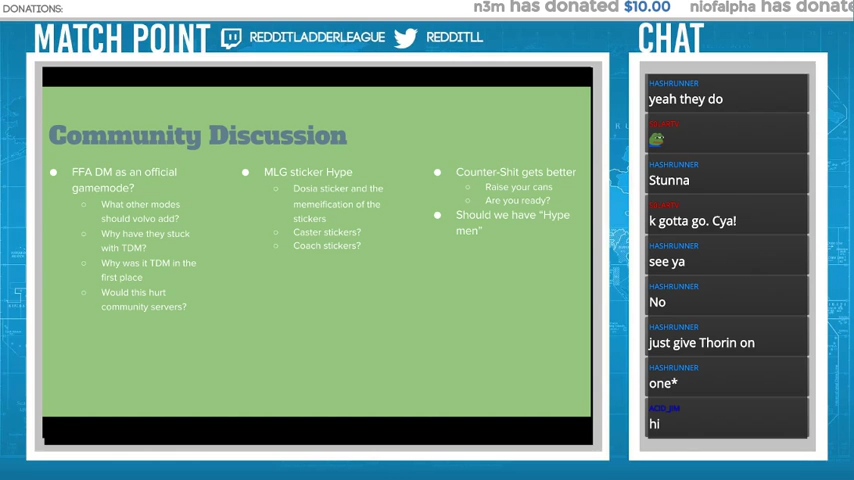 DONATIONS:
n3m has donated $10.00 niofalpha has donate
MATCH POINT
REDDITLADDERLEAGUE
REDDITLL
CHAT
Community Discussion
FFA DM as an official
gamemode?
What other modes
should volvo add?
Why have they stuck
with TDM?
Why was it TDM in the
first place
Would this hurt
community servers?
MLG sticker Hype
Dosia sticker and the
memeification of the
stickers
Caster stickers?
Coach stickers?
Counter-Shit gets better
Raise your cans
Are you ready?
Should we have “Hype
men”
HASHRUNNER
yeah they do
HASHRUNNER
Stunna
k gotta go. Cya!
HASHRUNNER
see ya
HASHRUNNER
No
HASHRUNNER
just give Thorin on
HASHRUNNER
one*
ACID_JIM
hi